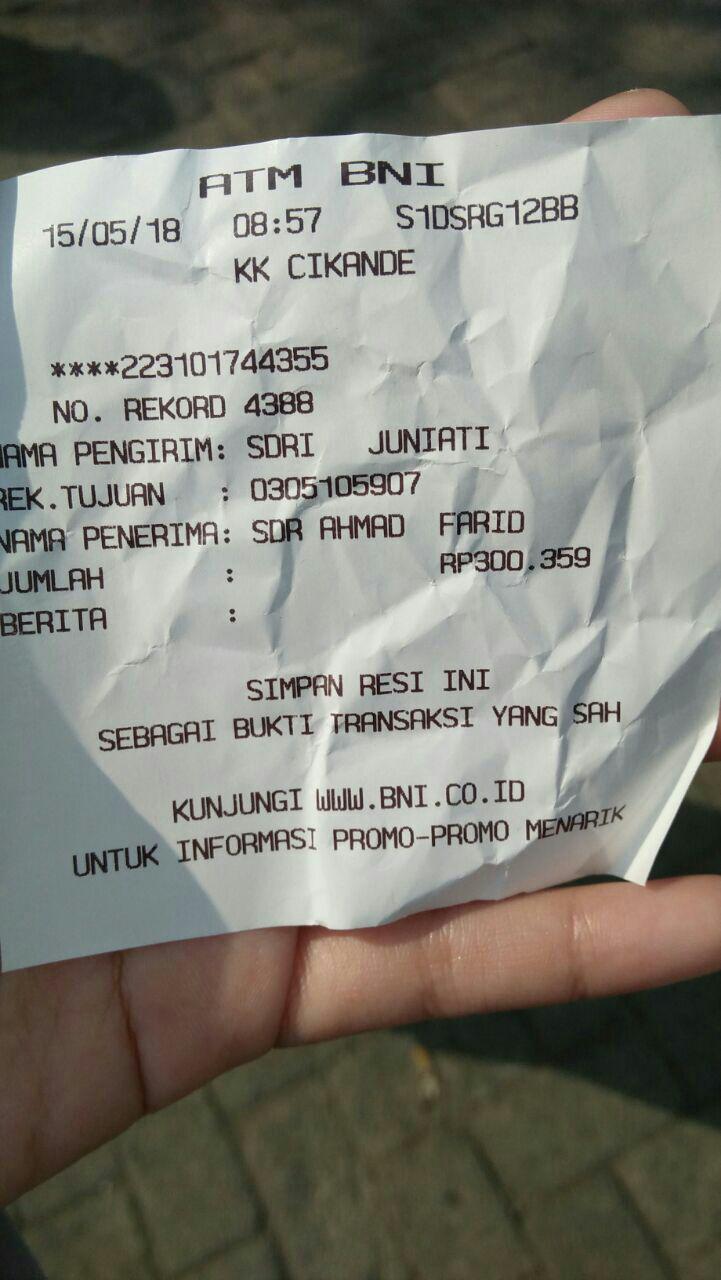 ATM BNI
15/05/18 08:57 S1DSRG12BB
KK CIKANDE
****223101744355
NO. REKORD 4388
NAMA PENGIRIM: SDRI JUNIATI
REK.TUJUAN : 0305105907
NAMA PENERIMA: SDR AHMAD FARID
JUMLAH : RP300.359
BERITA :
SIMPAN RESI INI
SEBAGAI BUKTI TRANSAKSI YANG SAH
KUNJUNGI WWW.BNI.CO.ID
UNTUK INFORMASI PROMO-PROMO MENARIK